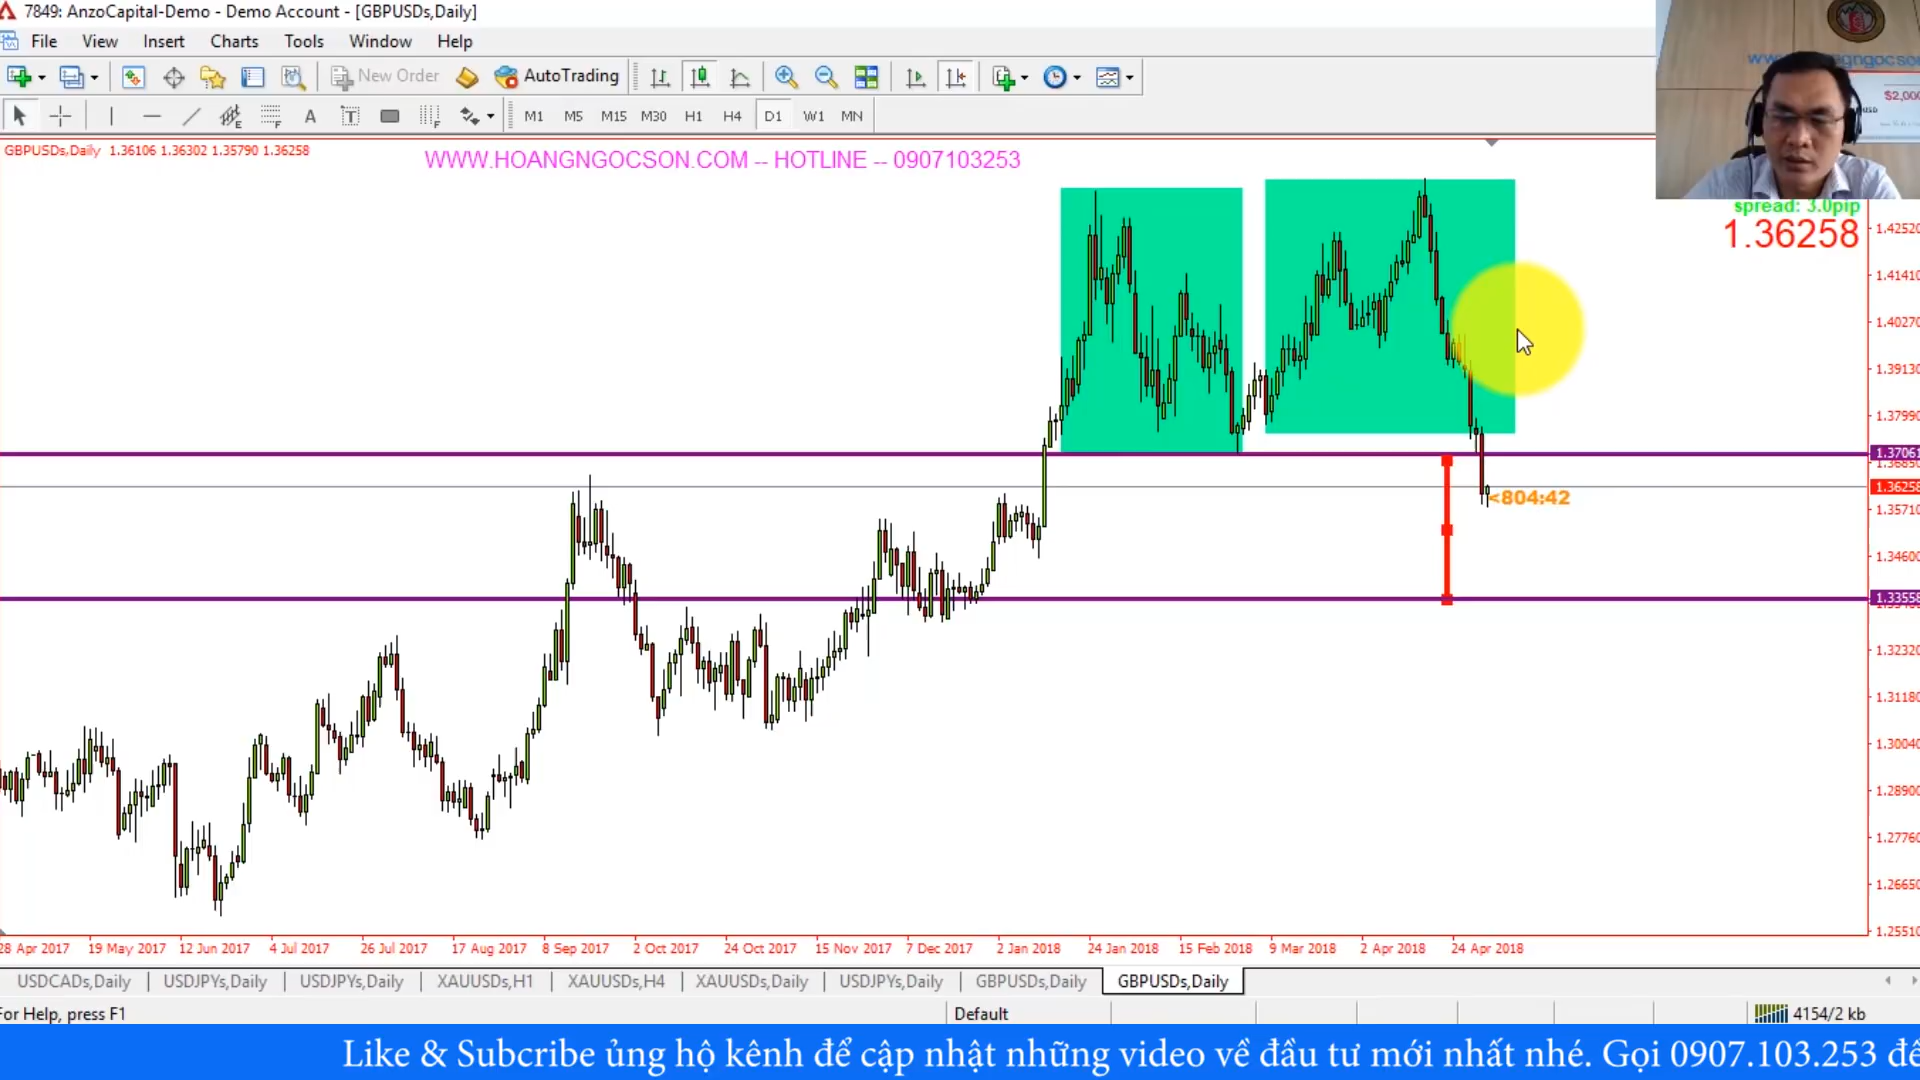 7849: AnzoCapital-Demo - Demo Account - [GBPUSDs,Daily]
File View Insert Charts Tools Window Help
New Order AutoTrading
M1 M5 M15 M30 H1 H4 D1 W1 MN
GBPUSDs,Daily 1.36106 1.36302 1.35790 1.36258
WWW.HOANGNGOCSON.COM -- HOTLINE -- 0907103253
spread: 3.0pip
1.36258
1.42520
1.41410
1.40270
1.39130
1.37990
1.37061
1.36850
1.36258
<804:42
1.35710
1.34600
1.33558
1.32320
1.31180
1.30040
1.28900
1.27760
1.26650
1.25510
28 Apr 2017 19 May 2017 12 Jun 2017 4 Jul 2017 26 Jul 2017 17 Aug 2017 8 Sep 2017 2 Oct 2017 24 Oct 2017 15 Nov 2017 7 Dec 2017 2 Jan 2018 24 Jan 2018 15 Feb 2018 9 Mar 2018 2 Apr 2018 24 Apr 2018
USDCADs,Daily USDJPYs,Daily USDJPYs,Daily XAUUSDs,H1 XAUUSDs,H4 XAUUSDs,Daily USDJPYs,Daily GBPUSDs,Daily GBPUSDs,Daily
For Help, press F1 Default 4154/2 kb
Like & Subcribe ủng hộ kênh để cập nhật những video về đầu tư mới nhất nhé. Gọi 0907.103.253 để